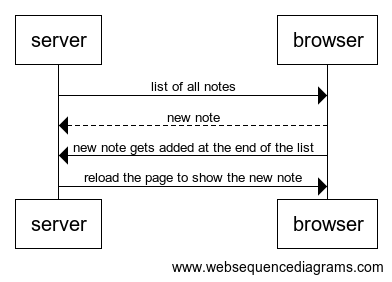 server browser
list of all notes
new note
new note gets added at the end of the list
reload the page to show the new note
server browser
www.websequencediagrams.com